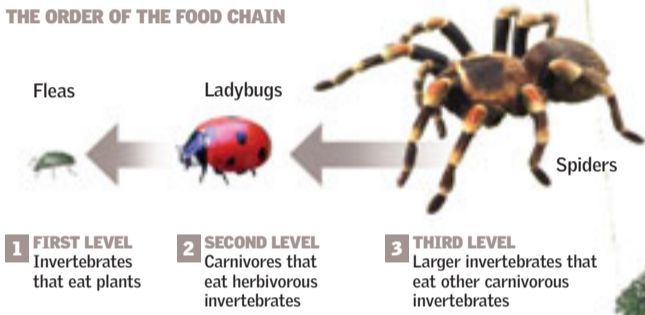 THE ORDER OF THE FOOD CHAIN
Fleas
Ladybugs
Spiders
1 FIRST LEVEL
Invertebrates
that eat plants
2 SECOND LEVEL
Carnivores that
eat herbivorous
invertebrates
3 THIRD LEVEL
Larger invertebrates that
eat other carnivorous
invertebrates